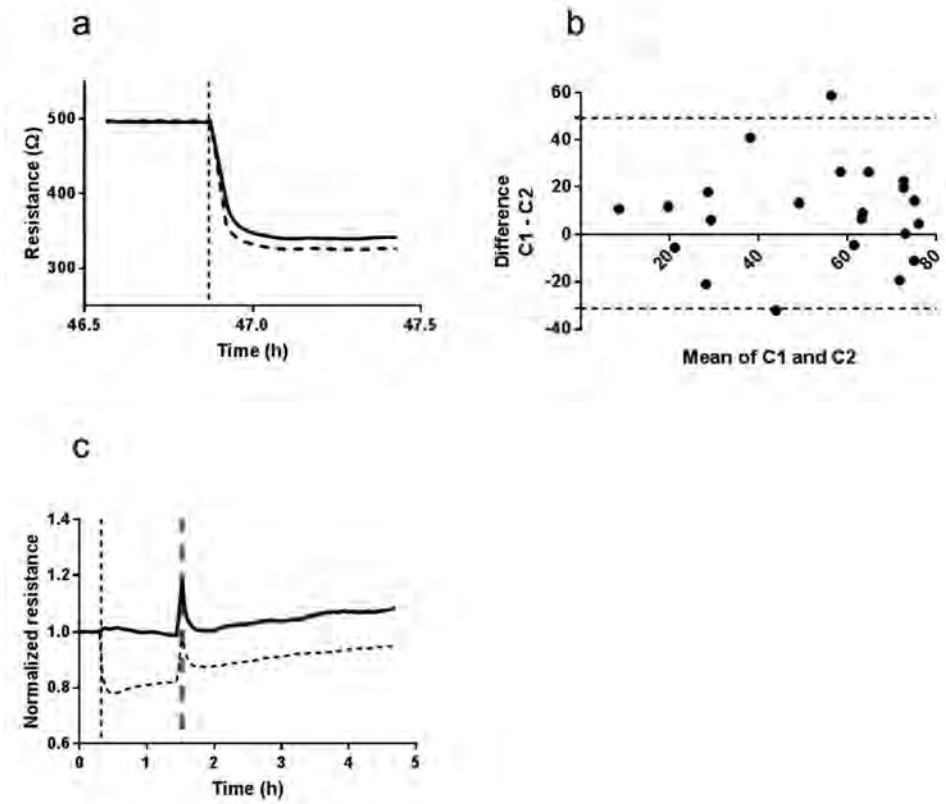 a
Resistance (Ω)
500
400
300
46.5
47.0
47.5
Time (h)
b
Difference
C1 - C2
60
40
20
0
-20
-40
20
40
60
80
Mean of C1 and C2
c
Normalized resistance
1.4
1.2
1.0
0.8
0.6
0
1
2
3
4
5
Time (h)